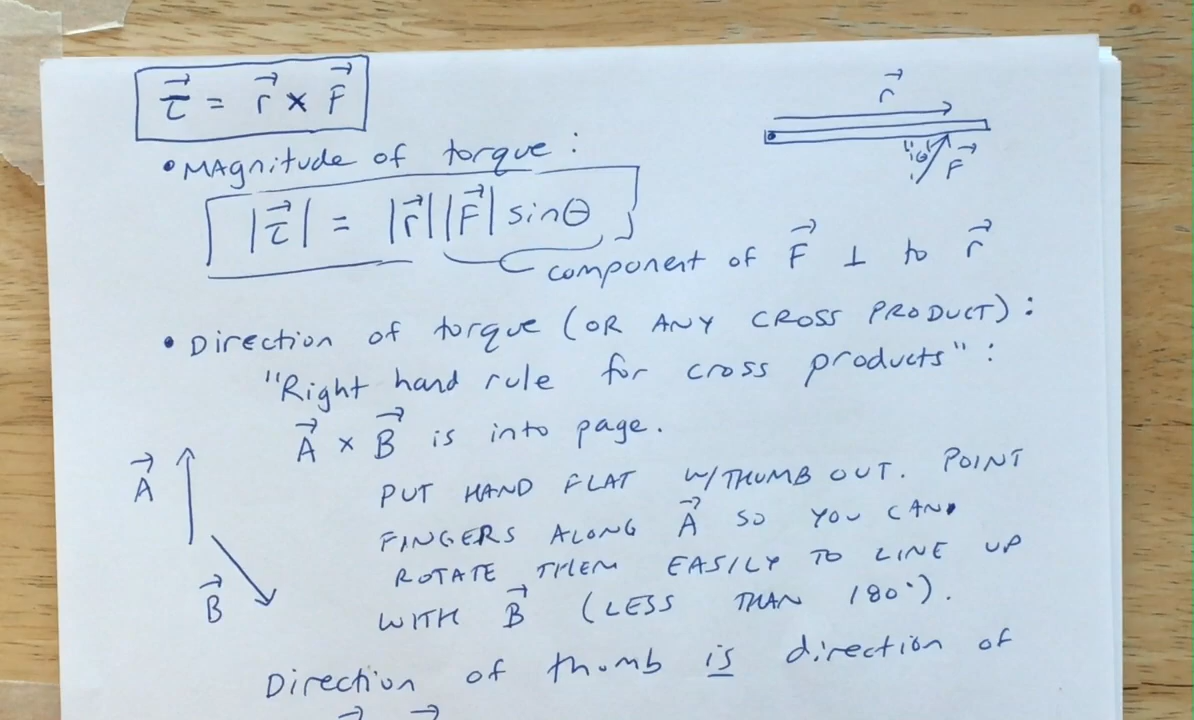 τ⃗ = r⃗ × F⃗
r⃗
• MAgnitude of torque :
"θ" F⃗
|τ⃗| = |r⃗||F⃗| sinθ
component of F⃗ ⊥ to r⃗
• Direction of torque (OR ANY CROSS PRODUCT) :
"Right hand rule for cross products" :
A⃗ × B⃗ is into page.
A⃗
PUT HAND FLAT W/THUMB OUT. POINT
FINGERS ALONG A⃗ SO YOU CAN
ROTATE THEM EASILY TO LINE UP
B⃗
WITH B⃗ (LESS THAN 180°).
Direction of thumb is direction of